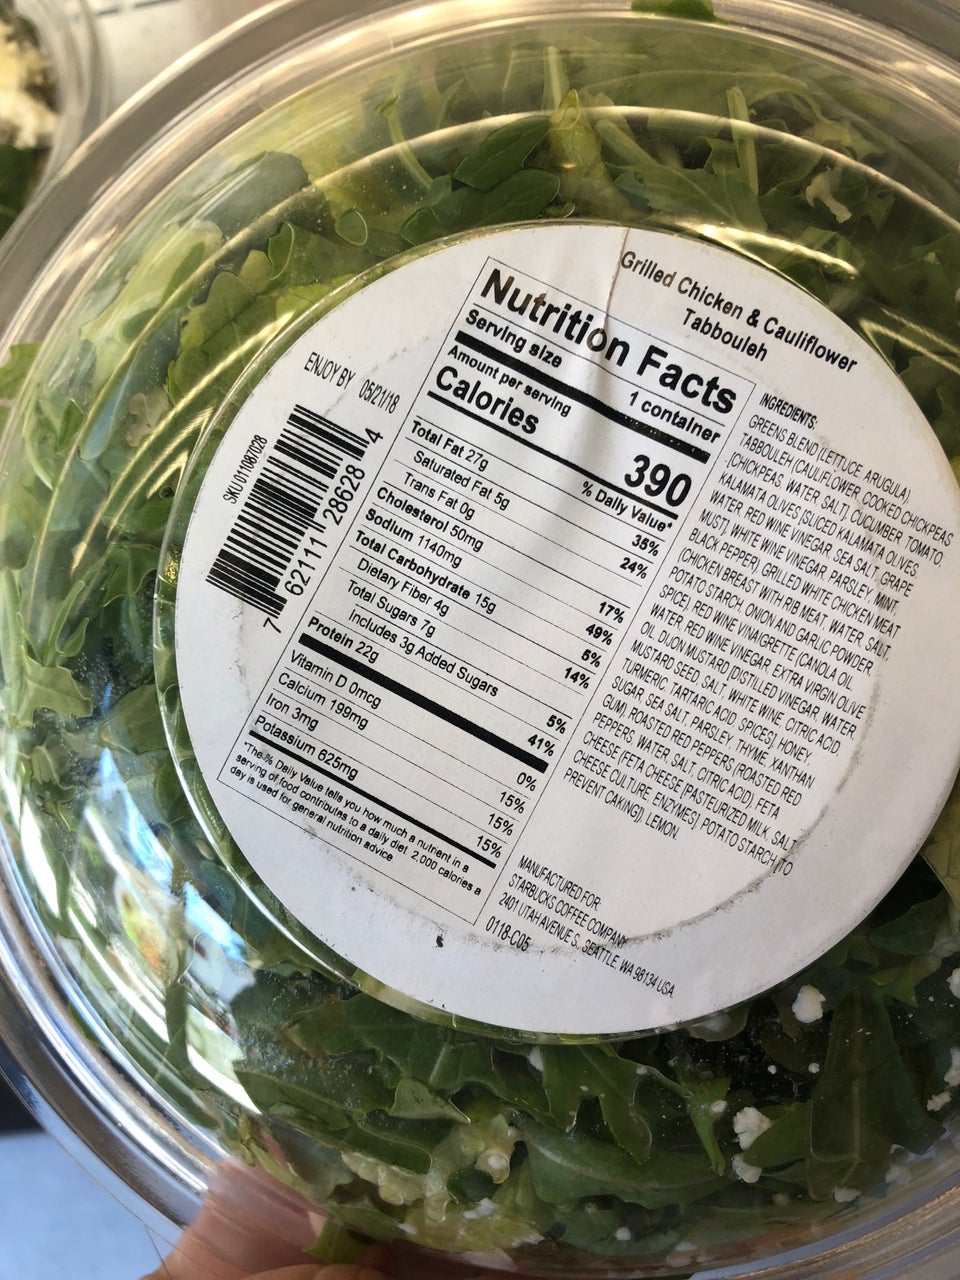 Grilled Chicken & Cauliflower
Tabbouleh
Nutrition Facts
Serving size 1 container
Amount per serving
Calories 390
% Daily Value*
Total Fat 27g 35%
Saturated Fat 5g 24%
Trans Fat 0g
Cholesterol 50mg 17%
Sodium 1140mg 49%
Total Carbohydrate 15g 5%
Dietary Fiber 4g 14%
Total Sugars 7g
Includes 3g Added Sugars 5%
Protein 22g 41%
Vitamin D 0mcg 0%
Calcium 199mg 15%
Iron 3mg 15%
Potassium 625mg 15%
*The % Daily Value tells you how much a nutrient in a
serving of food contributes to a daily diet. 2,000 calories a
day is used for general nutrition advice
INGREDIENTS:
GREENS BLEND (LETTUCE, ARUGULA),
TABBOULEH (CAULIFLOWER, COOKED CHICKPEAS
[CHICKPEAS, WATER, SALT], CUCUMBER, TOMATO,
KALAMATA OLIVES [SLICED KALAMATA OLIVES,
WATER, RED WINE VINEGAR, SEA SALT, GRAPE
MUST], WHITE WINE VINEGAR, PARSLEY, MINT,
BLACK PEPPER), GRILLED WHITE CHICKEN MEAT
(CHICKEN BREAST WITH RIB MEAT, WATER, SALT,
POTATO STARCH, ONION AND GARLIC POWDER,
SPICE), RED WINE VINAIGRETTE (CANOLA OIL,
WATER, RED WINE VINEGAR, EXTRA VIRGIN OLIVE
OIL, DIJON MUSTARD [DISTILLED VINEGAR, WATER,
MUSTARD SEED, SALT, WHITE WINE, CITRIC ACID,
TURMERIC, TARTARIC ACID, SPICES], HONEY,
SUGAR, SEA SALT, PARSLEY, THYME, XANTHAN
GUM), ROASTED RED PEPPERS (ROASTED RED
PEPPERS, WATER, SALT, CITRIC ACID), FETA
CHEESE (FETA CHEESE [PASTEURIZED MILK, SALT,
CHEESE CULTURE, ENZYMES], POTATO STARCH [TO
PREVENT CAKING]), LEMON.
MANUFACTURED FOR:
STARBUCKS COFFEE COMPANY
2401 UTAH AVENUE S., SEATTLE, WA 98134 USA.
0118-C05
ENJOY BY 05/21/18
SKU 011087028
7 62111 28628 4